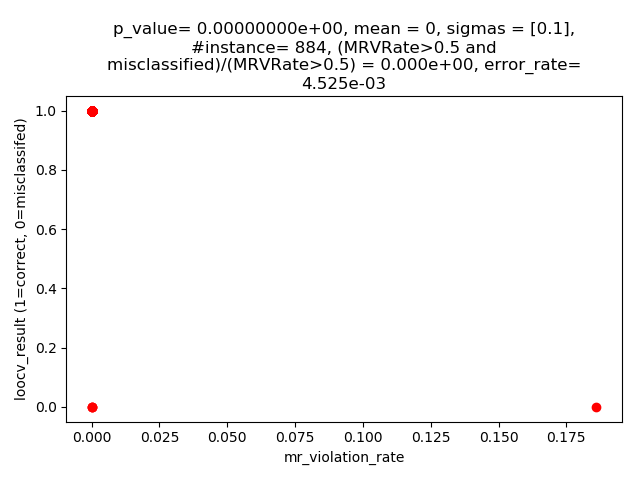 p_value= 0.00000000e+00, mean = 0, sigmas = [0.1],
#instance= 884, (MRVRate>0.5 and
misclassified)/(MRVRate>0.5) = 0.000e+00, error_rate=
4.525e-03
1.0
0.8
0.6
0.4
0.2
0.0
loocv_result (1=correct, 0=misclassifed)
0.000 0.025 0.050 0.075 0.100 0.125 0.150 0.175
mr_violation_rate